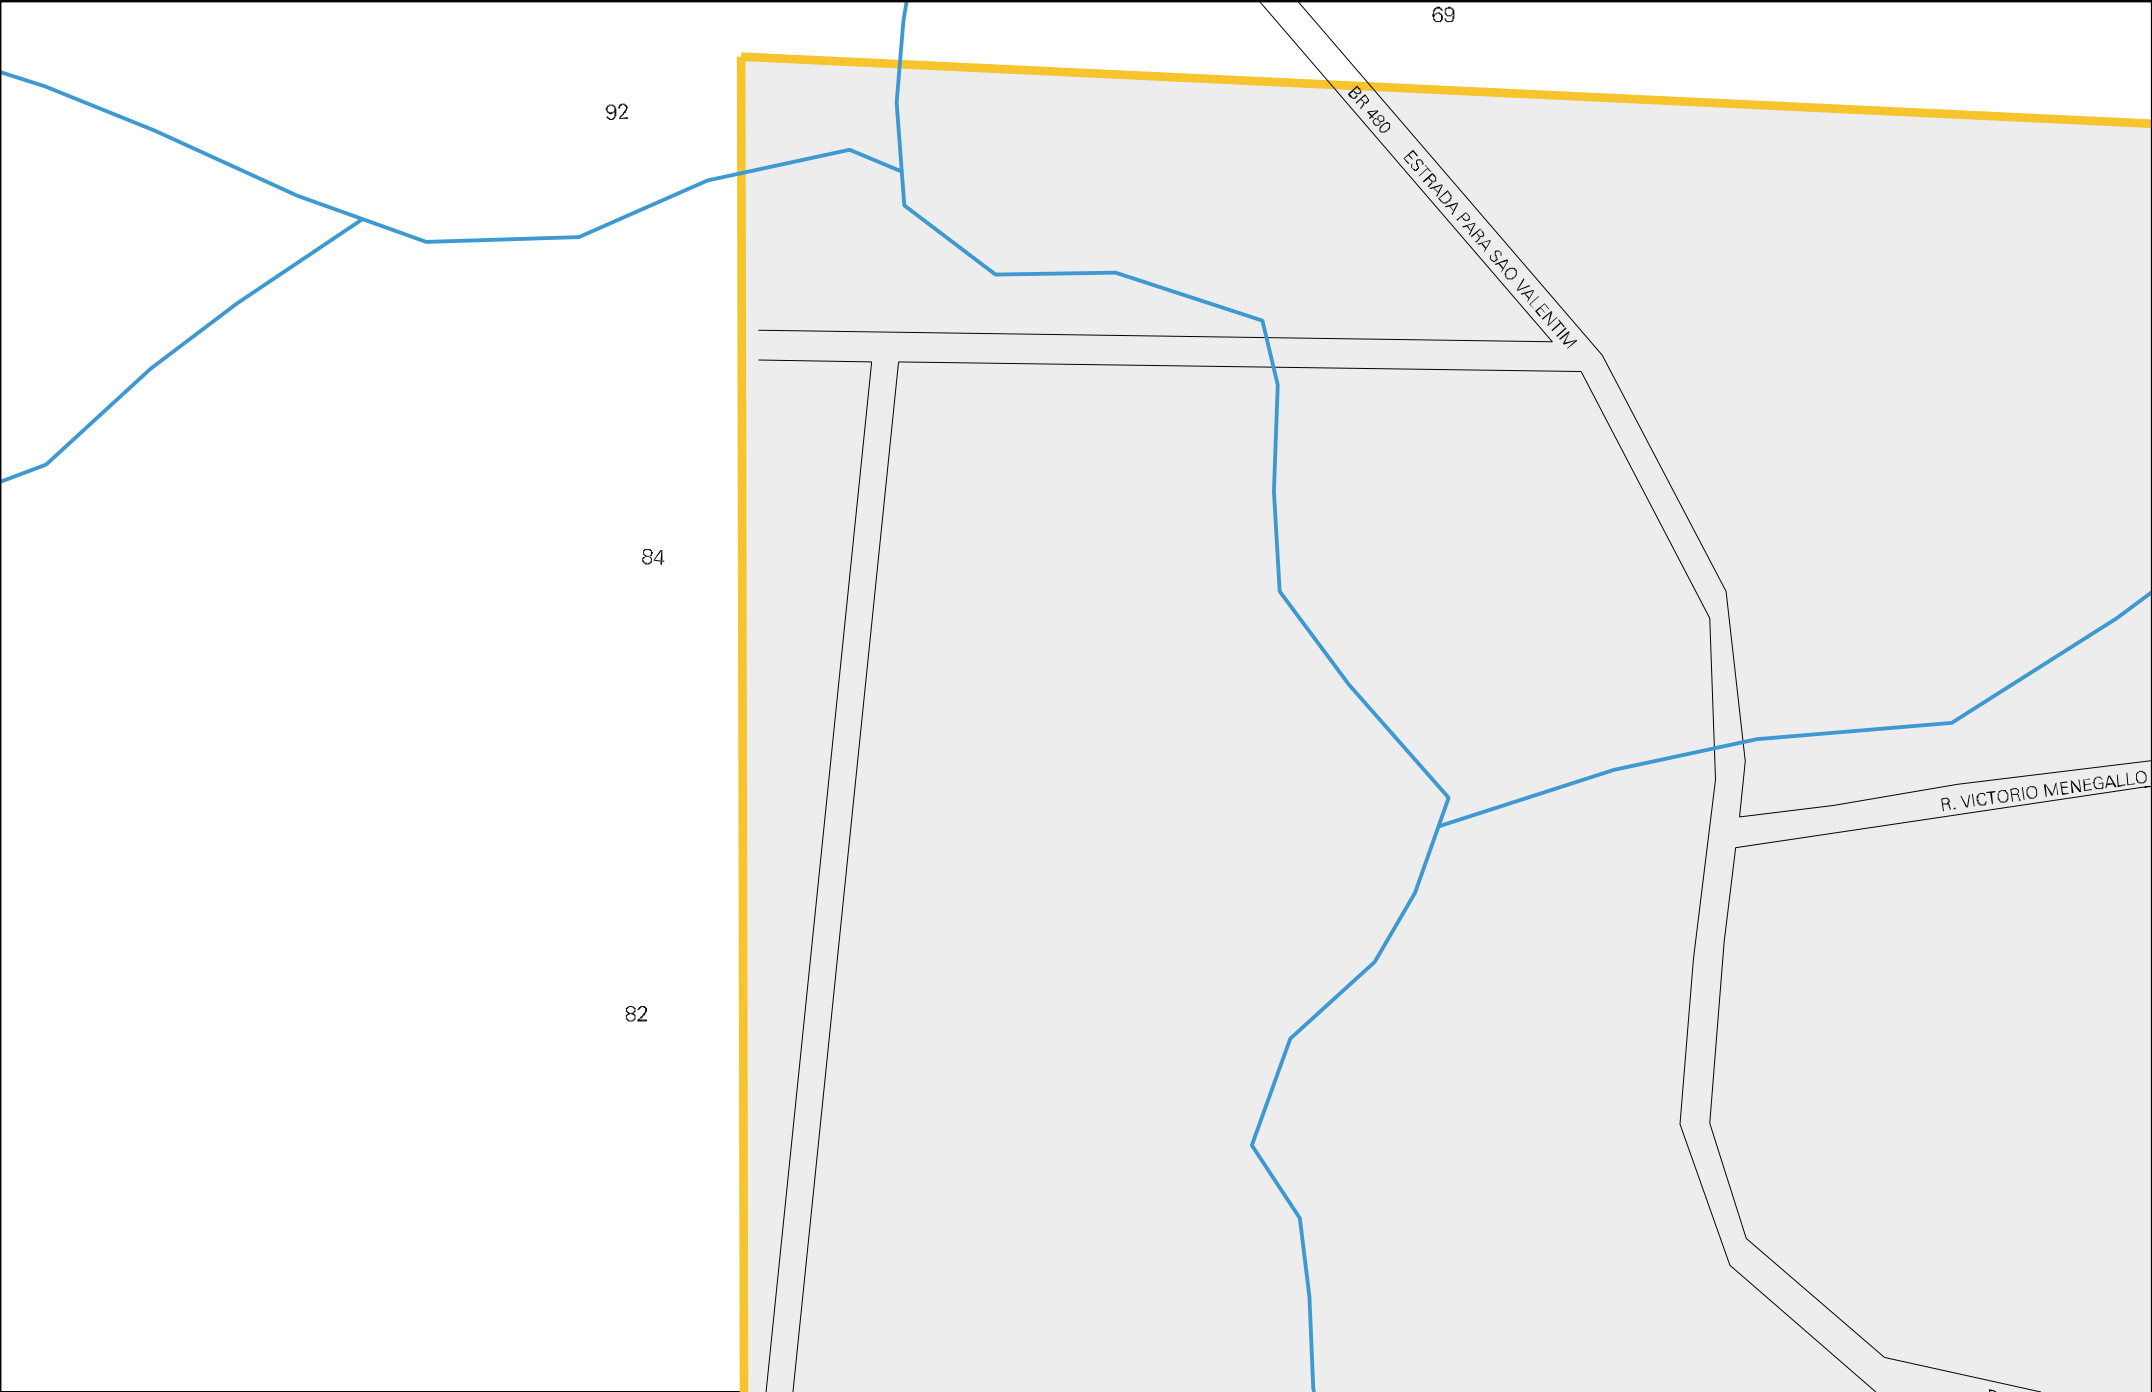 69
92
BR 480
ESTRADA PARA SAO VALENTIM
84
R. VICTORIO MENEGALLO
82